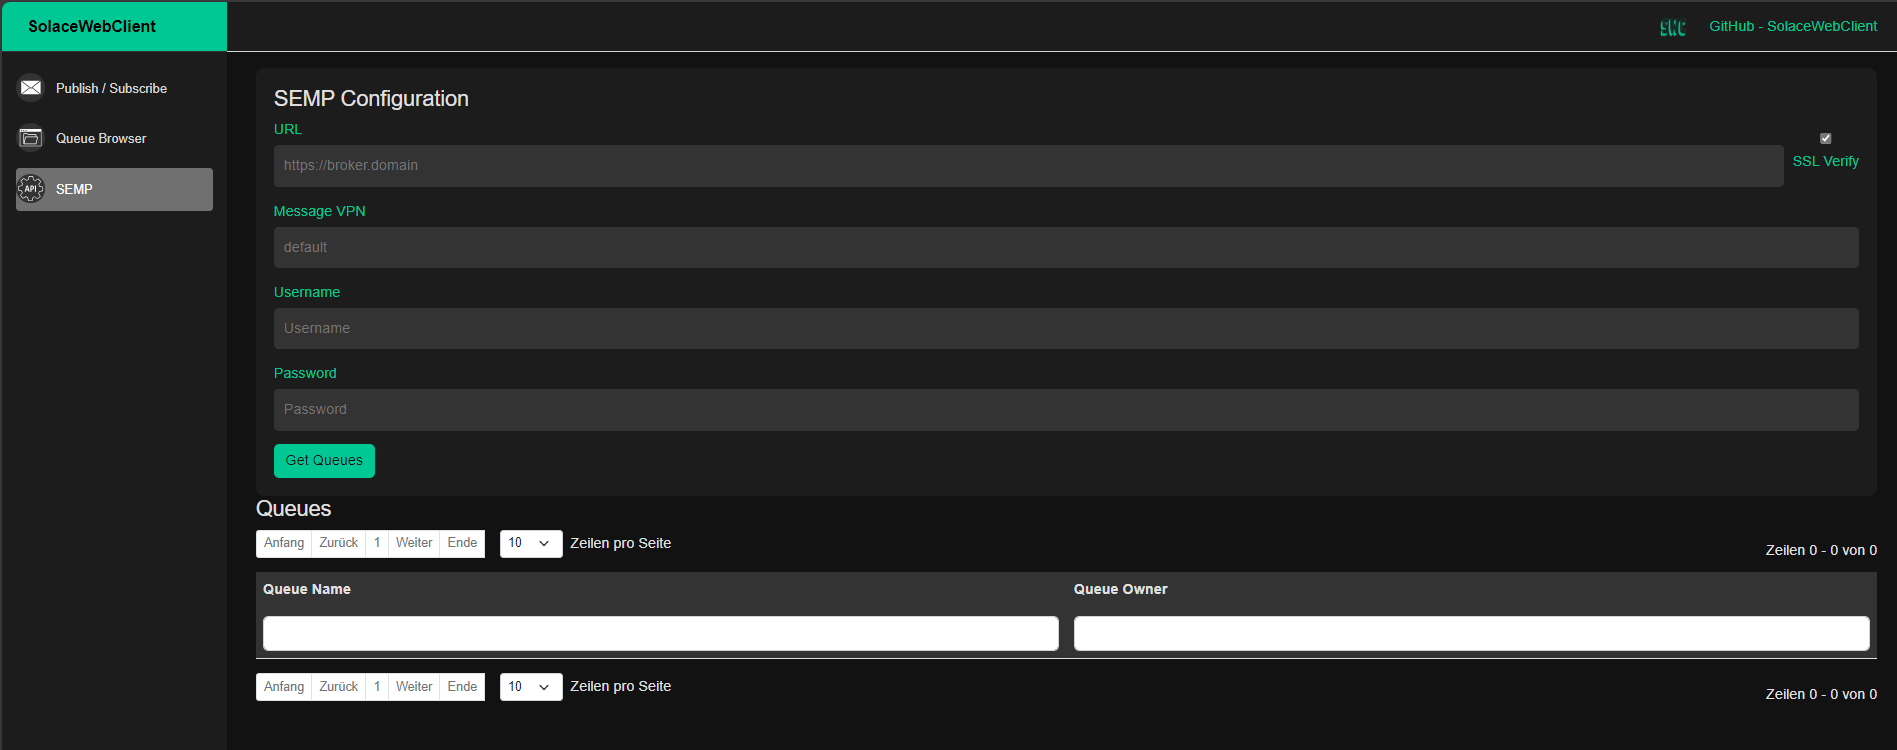 SolaceWebClient
SWC GitHub - SolaceWebClient
Publish / Subscribe
Queue Browser
API SEMP
SEMP Configuration
URL
https://broker.domain
SSL Verify
Message VPN
default
Username
Username
Password
Password
Get Queues
Queues
Anfang Zurück 1 Weiter Ende 10 Zeilen pro Seite
Zeilen 0 - 0 von 0
Queue Name Queue Owner
Anfang Zurück 1 Weiter Ende 10 Zeilen pro Seite
Zeilen 0 - 0 von 0